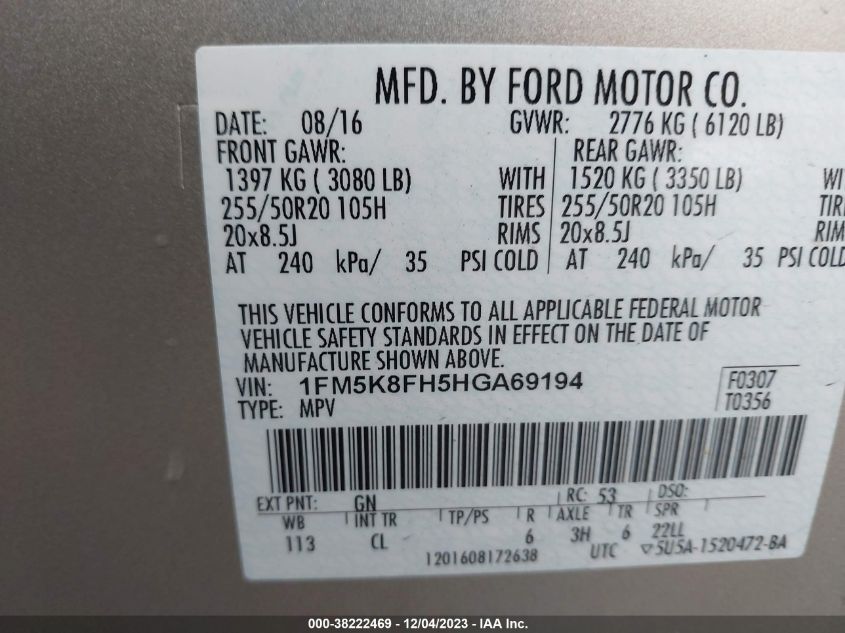 MFD. BY FORD MOTOR CO.
DATE: 08/16 GVWR: 2776 KG ( 6120 LB)
FRONT GAWR: REAR GAWR:
1397 KG ( 3080 LB) WITH 1520 KG ( 3350 LB) WI
255/50R20 105H TIRES 255/50R20 105H TIR
20x8.5J RIMS 20x8.5J RIM
AT 240 kPa/ 35 PSI COLD AT 240 kPa/ 35 PSI COLD
THIS VEHICLE CONFORMS TO ALL APPLICABLE FEDERAL MOTOR
VEHICLE SAFETY STANDARDS IN EFFECT ON THE DATE OF
MANUFACTURE SHOWN ABOVE.
VIN: 1FM5K8FH5HGA69194 F0307
TYPE: MPV T0356
EXT PNT: GN RC: 53 DSO:
WB INT TR TP/PS R AXLE TR SPR
113 CL 6 3H 6 22LL
1201608172638 UTC ▽5U5A-1520472-BA
000-38222469 - 12/04/2023 - IAA Inc.